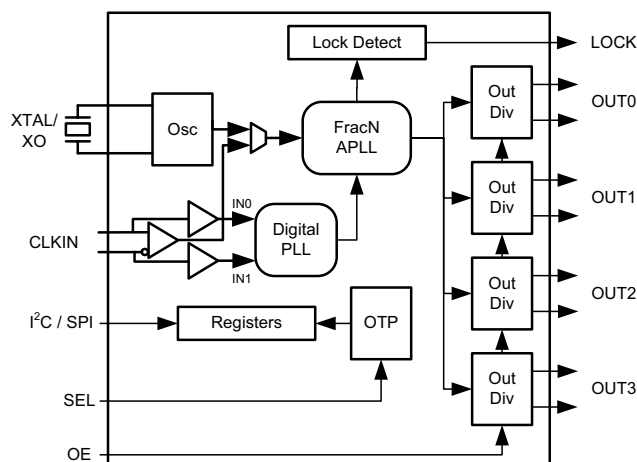 Lock Detect
LOCK
XTAL/
XO
Osc
FracN
APLL
Out
Div
OUT0
CLKIN
IN0
IN1
Digital
PLL
Out
Div
OUT1
I²C / SPI
Registers
OTP
Out
Div
OUT2
SEL
Out
Div
OUT3
OE